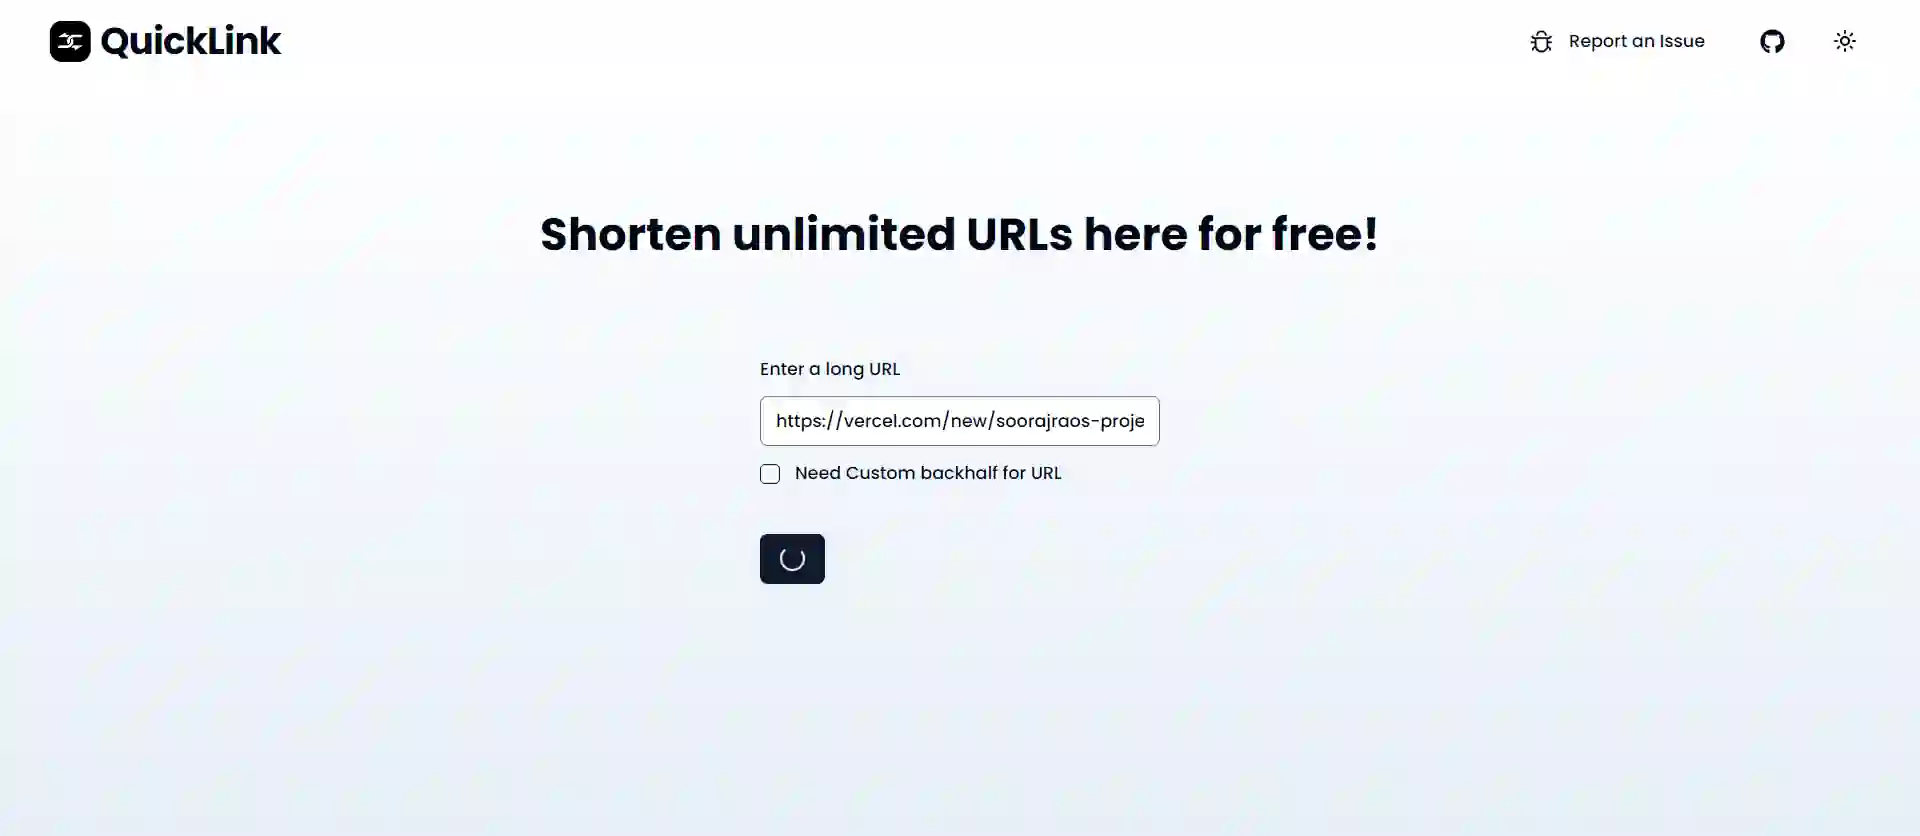 QuickLink
Report an Issue
Shorten unlimited URLs here for free!
Enter a long URL
https://vercel.com/new/soorajraos-proje
Need Custom backhalf for URL